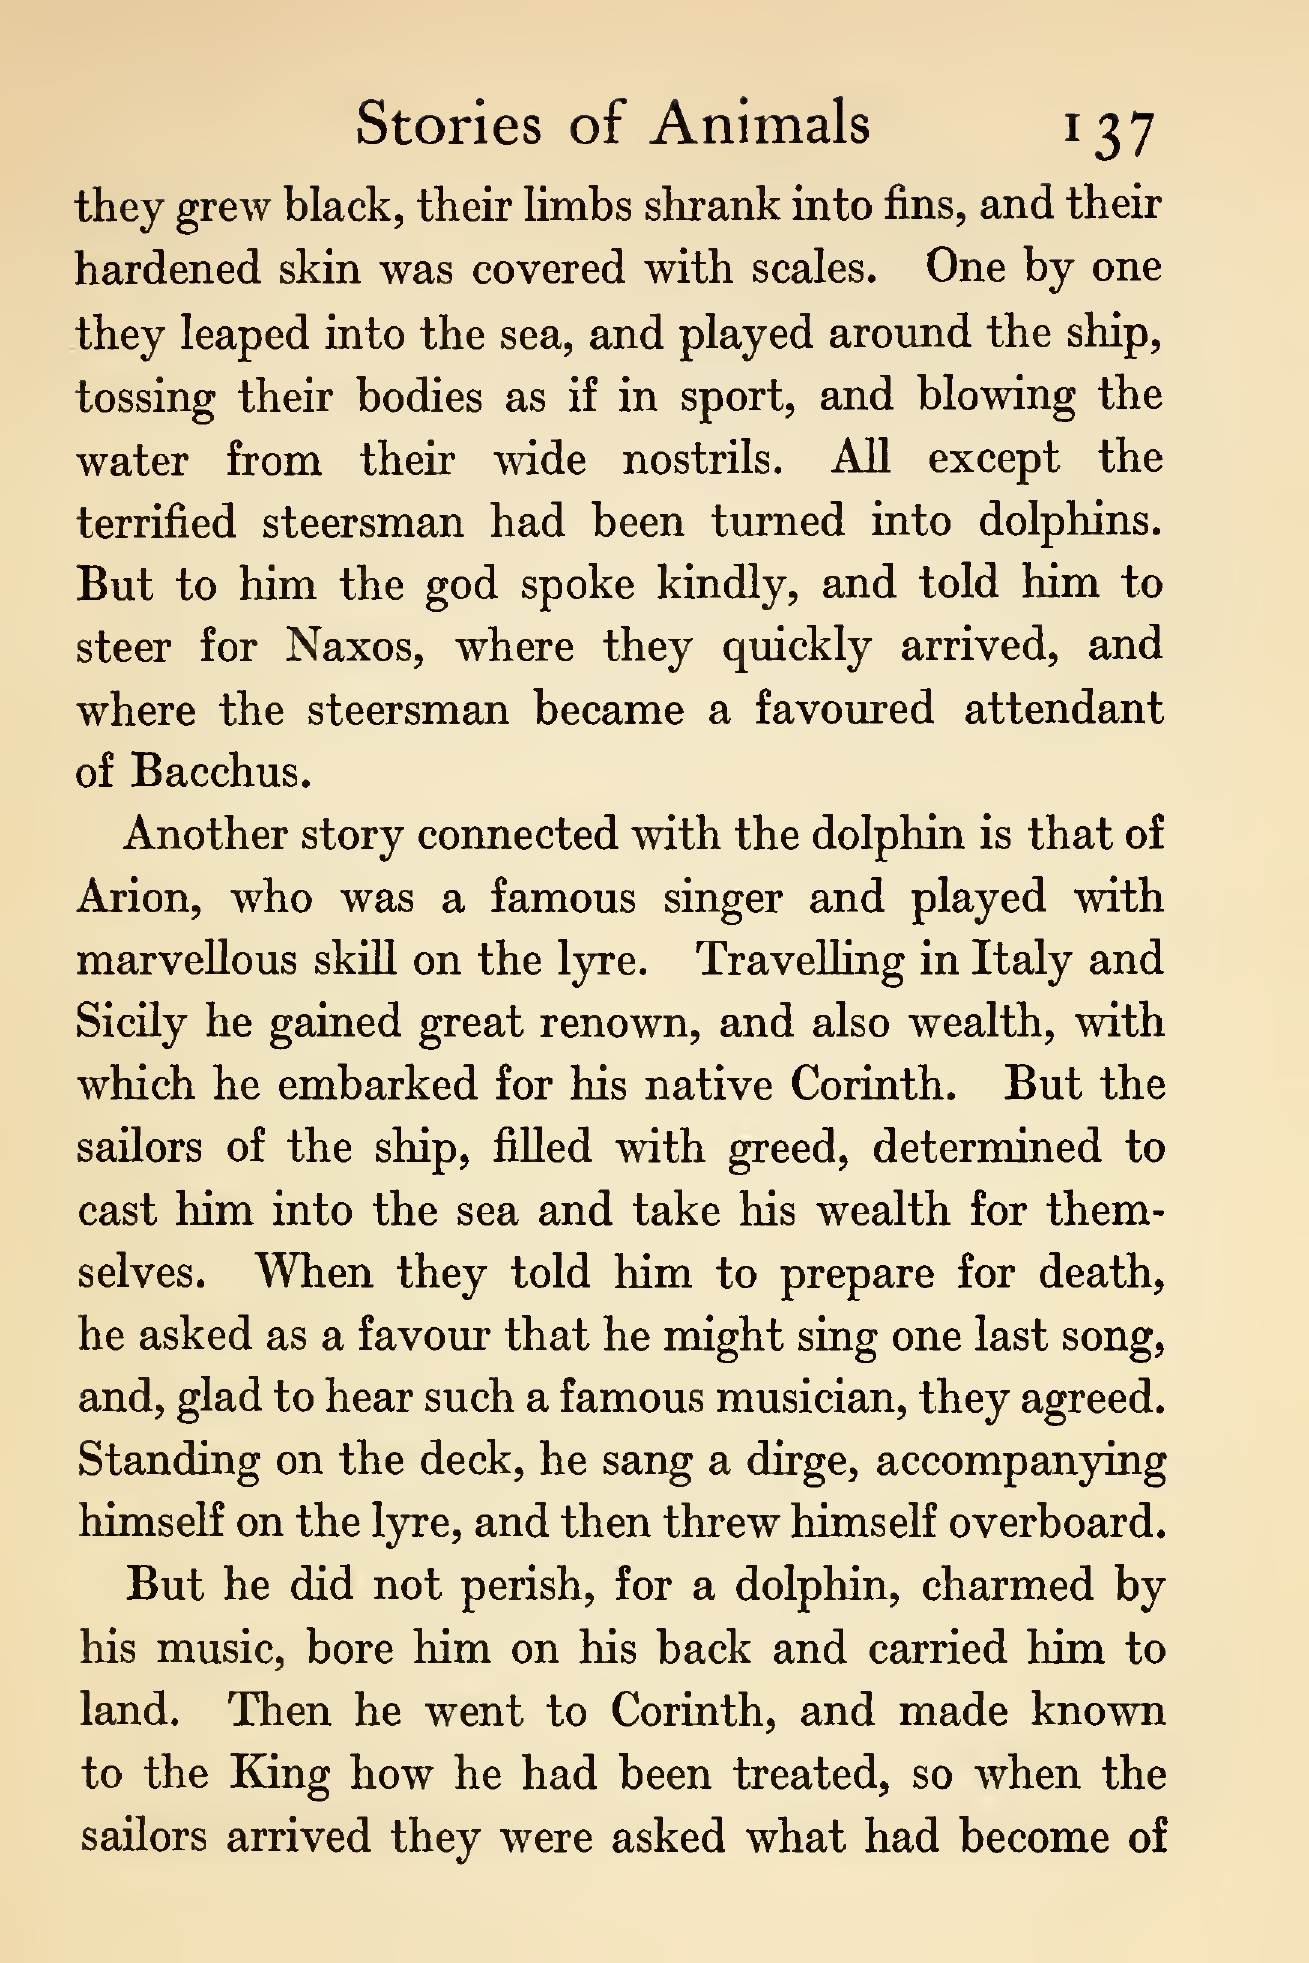 Stories of Animals 137
they grew black, their limbs shrank into fins, and their
hardened skin was covered with scales. One by one
they leaped into the sea, and played around the ship,
tossing their bodies as if in sport, and blowing the
water from their wide nostrils. All except the
terrified steersman had been turned into dolphins.
But to him the god spoke kindly, and told him to
steer for Naxos, where they quickly arrived, and
where the steersman became a favoured attendant
of Bacchus.
Another story connected with the dolphin is that of
Arion, who was a famous singer and played with
marvellous skill on the lyre. Travelling in Italy and
Sicily he gained great renown, and also wealth, with
which he embarked for his native Corinth. But the
sailors of the ship, filled with greed, determined to
cast him into the sea and take his wealth for them-
selves. When they told him to prepare for death,
he asked as a favour that he might sing one last song,
and, glad to hear such a famous musician, they agreed.
Standing on the deck, he sang a dirge, accompanying
himself on the lyre, and then threw himself overboard.
But he did not perish, for a dolphin, charmed by
his music, bore him on his back and carried him to
land. Then he went to Corinth, and made known
to the King how he had been treated, so when the
sailors arrived they were asked what had become of